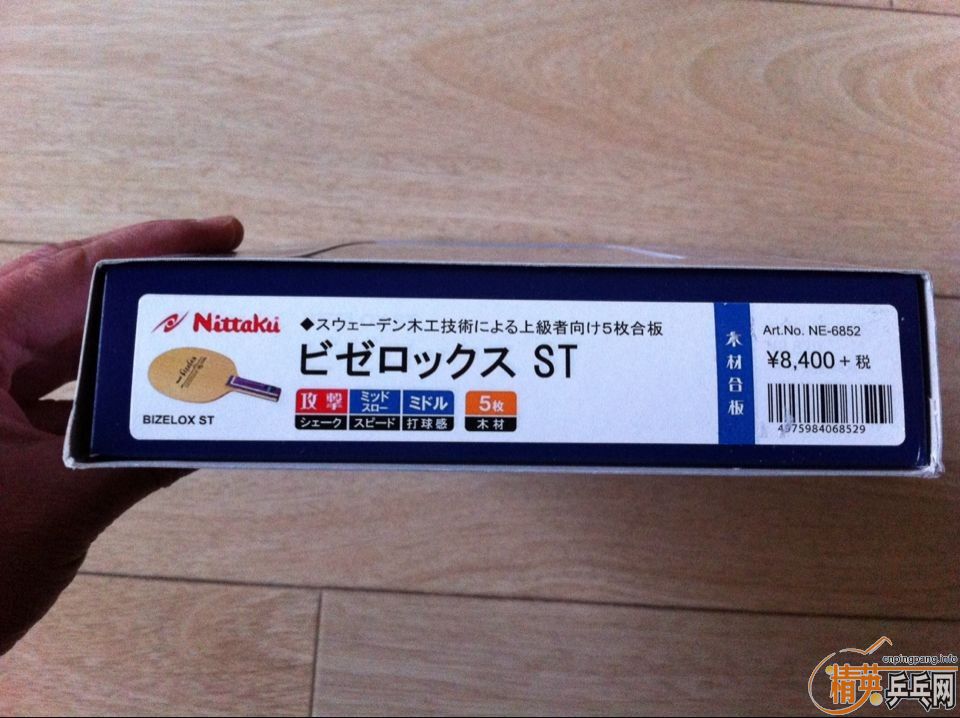 Nittaku
◆スウェーデン木工技術による上級者向け5枚合板
ビゼロックス ST
BIZELOX ST
攻撃 ミッドスロー ミドル 5枚
シェーク スピード 打球感 木材
木材合板
Art.No. NE-6852
¥8,400+税
4975984068529
cnpingpang.info
精英乒乓网